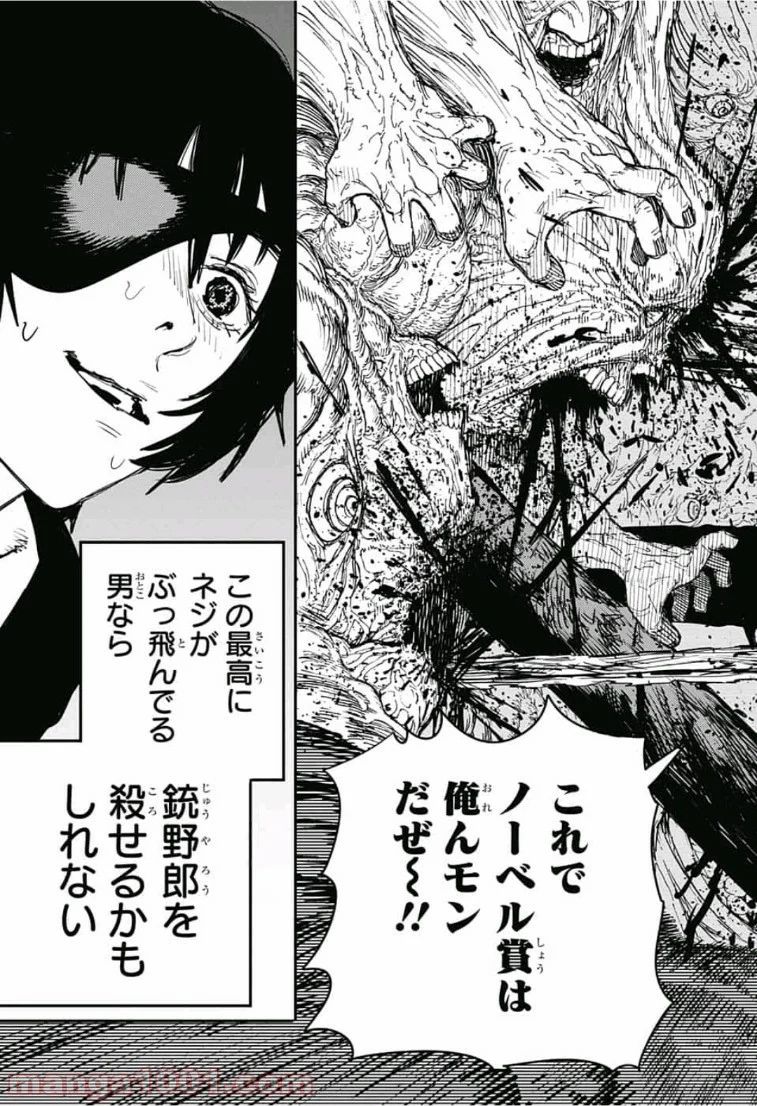 これで
ノーベル賞は
俺んモン
だぜ〜!!
この最高に
ネジが
ぶっ飛んでる
男なら
銃野郎を
殺せるかも
しれない
manga1001.com